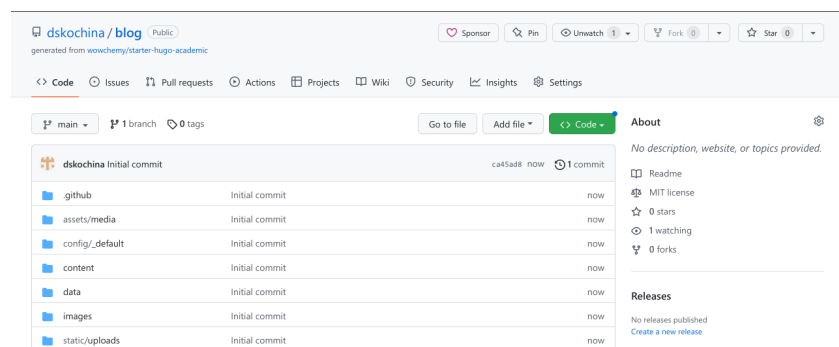 dskochina / blog Public
Sponsor Pin Unwatch 1 Fork 0 Star 0
generated from wowchemy/starter-hugo-academic
<> Code Issues Pull requests Actions Projects Wiki Security Insights Settings
main 1 branch 0 tags Go to file Add file <> Code
dskochina Initial commit ca45ad8 now 1 commit
.github Initial commit now
assets/media Initial commit now
config/_default Initial commit now
content Initial commit now
data Initial commit now
images Initial commit now
static/uploads Initial commit now
About
No description, website, or topics provided.
Readme
MIT license
0 stars
1 watching
0 forks
Releases
No releases published
Create a new release